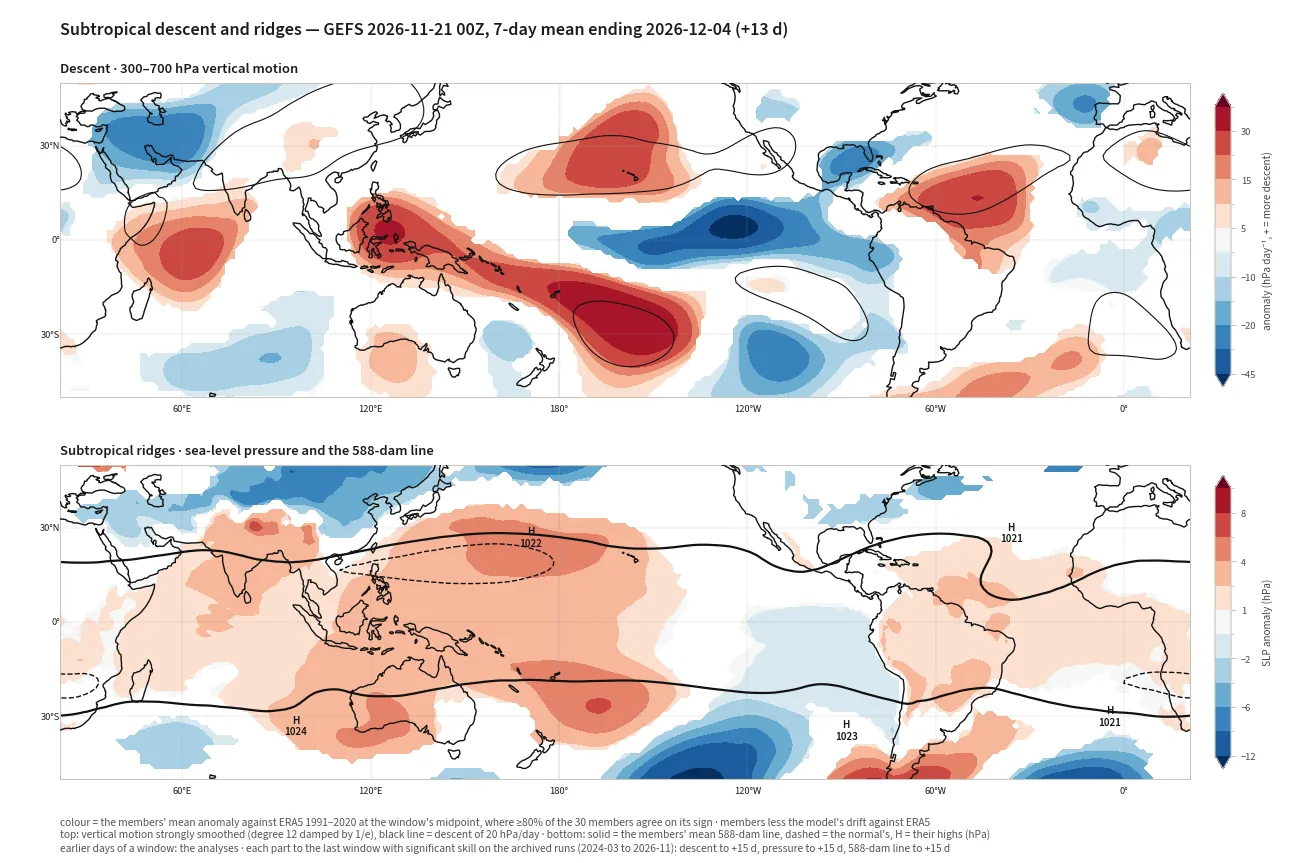 Subtropical descent and ridges — GEFS 2026-11-21 00Z, 7-day mean ending 2026-12-04 (+13 d)
Descent · 300–700 hPa vertical motion
30°N
0°
30°S
60°E
120°E
180°
120°W
60°W
0°
30
15
5
−10
−20
−45
anomaly (hPa day⁻¹, + = more descent)
Subtropical ridges · sea-level pressure and the 588-dam line
30°N
0°
30°S
H
1022
H
1021
H
1024
H
1023
H
1021
60°E
120°E
180°
120°W
60°W
0°
8
4
1
−2
−6
−12
SLP anomaly (hPa)
colour = the members' mean anomaly against ERA5 1991–2020 at the window's midpoint, where ≥80% of the 30 members agree on its sign · members less the model's drift against ERA5
top: vertical motion strongly smoothed (degree 12 damped by 1/e), black line = descent of 20 hPa/day · bottom: solid = the members' mean 588-dam line, dashed = the normal's, H = their highs (hPa)
earlier days of a window: the analyses · each part to the last window with significant skill on the archived runs (2024-03 to 2026-11): descent to +15 d, pressure to +15 d, 588-dam line to +15 d